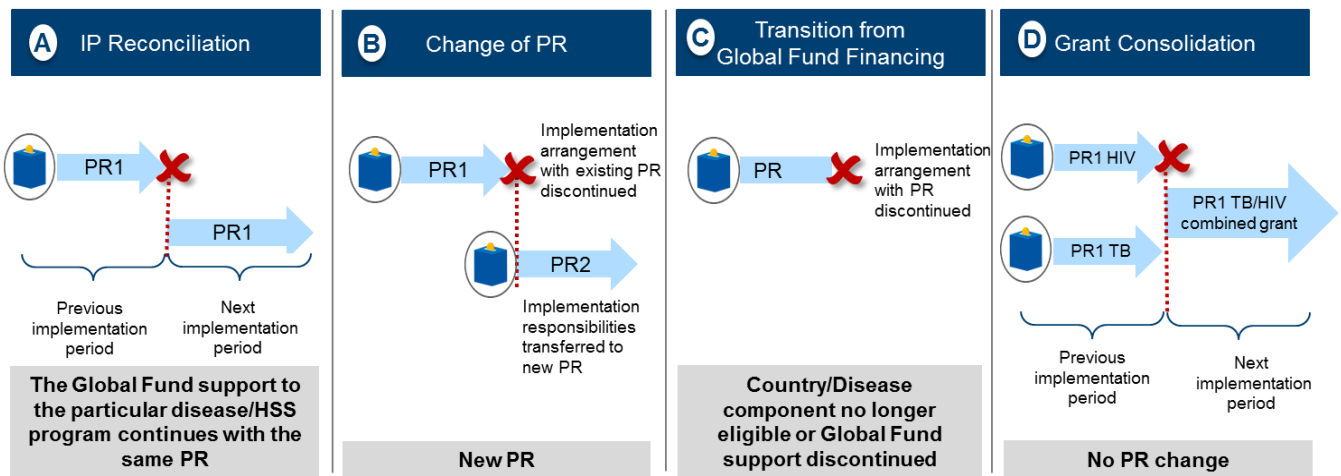 A
IP Reconciliation
PR1
PR1
Previous
implementation
period
Next
implementation
period
The Global Fund support to
the particular disease/HSS
program continues with the
same PR
B
Change of PR
PR1
Implementation
arrangement
with existing PR
discontinued
PR2
Implementation
responsibilities
transferred to
new PR
New PR
C
Transition from
Global Fund Financing
PR
Implementation
arrangement
with PR
discontinued
Country/Disease
component no longer
eligible or Global Fund
support discontinued
D
Grant Consolidation
PR1 HIV
PR1 TB/HIV
combined grant
PR1 TB
Previous
implementation
period
Next
implementation
period
No PR change